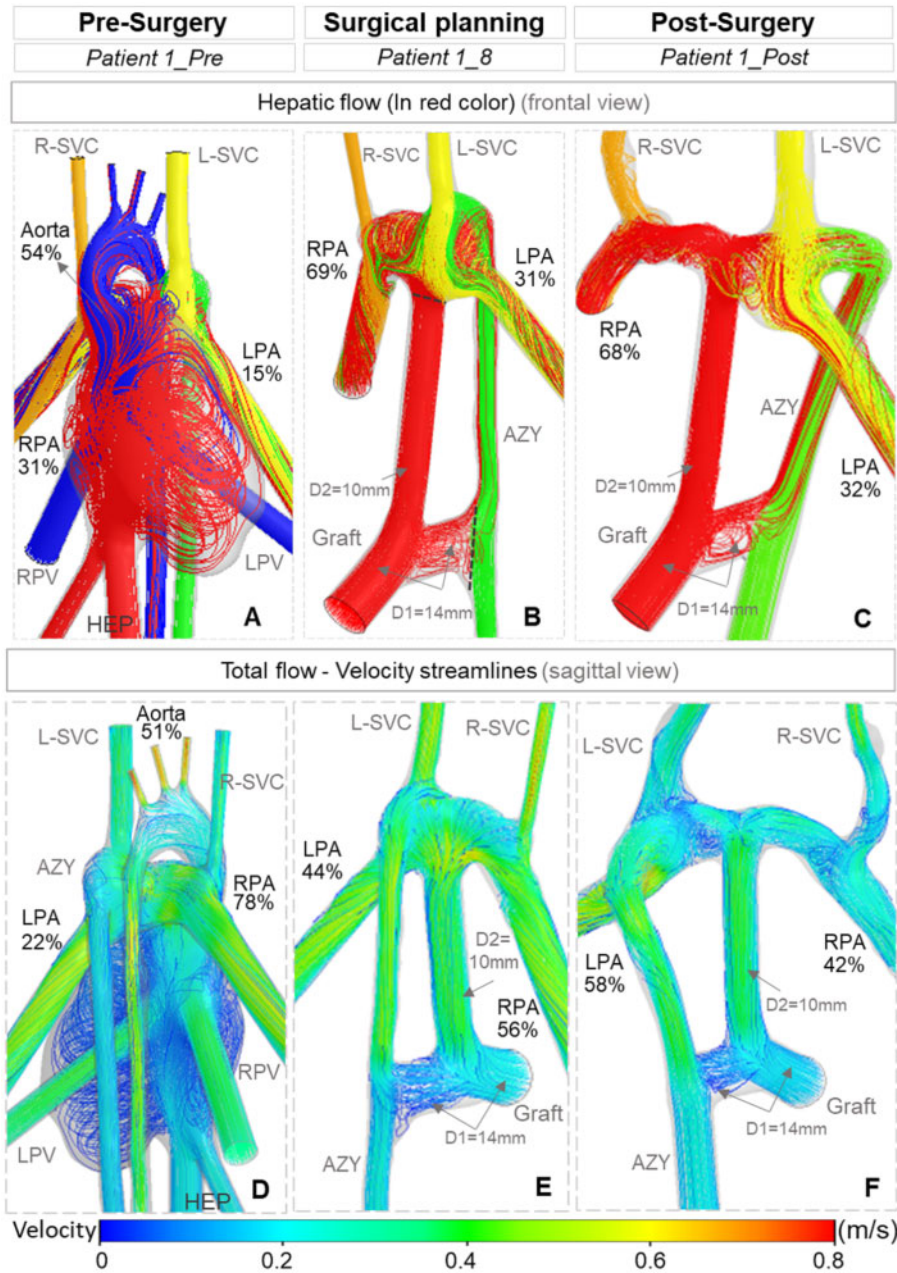 Pre-Surgery
Surgical planning
Post-Surgery
Patient 1_Pre
Patient 1_8
Patient 1_Post
Hepatic flow (In red color) (frontal view)
R-SVC
L-SVC
Aorta
54%
LPA
15%
RPA
31%
RPV
LPV
HEP
A
R-SVC
L-SVC
RPA
69%
LPA
31%
AZY
D2=10mm
Graft
D1=14mm
B
R-SVC
L-SVC
RPA
68%
AZY
D2=10mm
LPA
32%
Graft
D1=14mm
C
Total flow - Velocity streamlines (sagittal view)
Aorta
51%
L-SVC
R-SVC
AZY
RPA
78%
LPA
22%
RPV
LPV
HEP
D
L-SVC
R-SVC
LPA
44%
D2=
10mm
RPA
56%
Graft
D1=14mm
AZY
E
L-SVC
R-SVC
LPA
58%
RPA
42%
D2=10mm
Graft
D1=14mm
AZY
F
Velocity
(m/s)
0
0.2
0.4
0.6
0.8